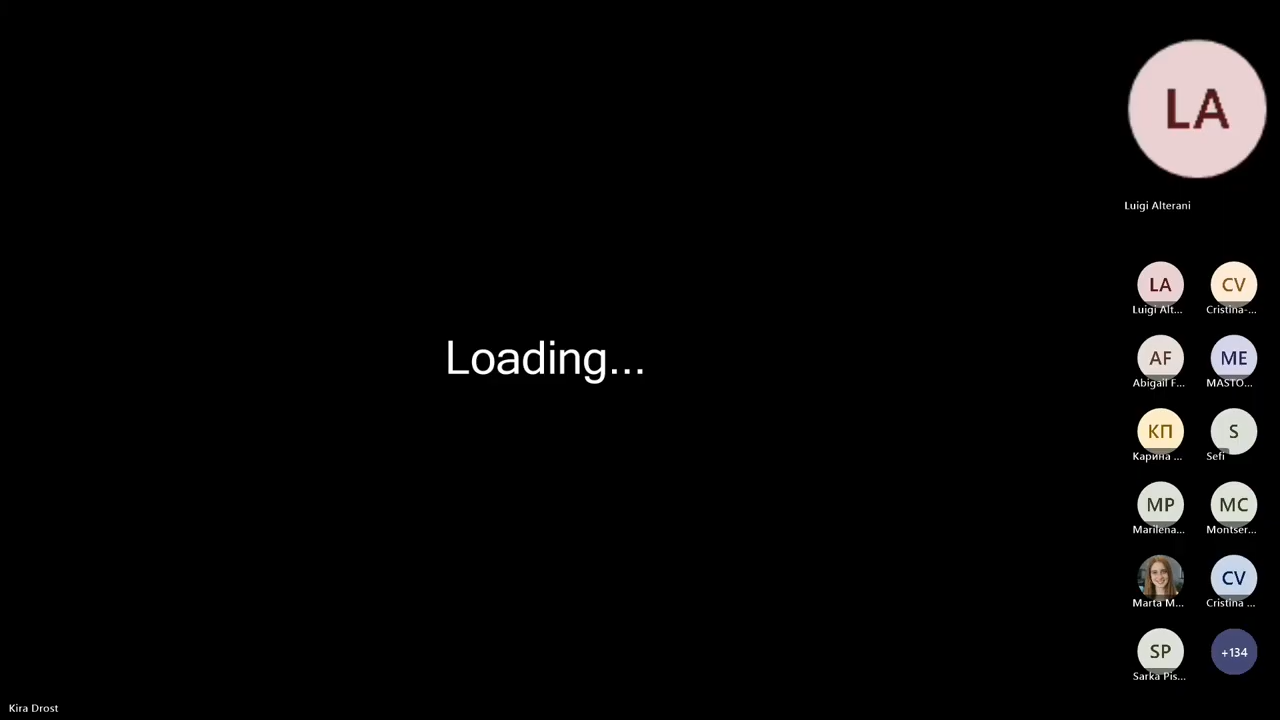 LA
Luigi Alterani
LA
CV
Luigi Alt...
Cristina-...
AF
ME
Abigail F...
MASTO...
КП
S
Карина ...
Sefi
MP
MC
Marilena...
Montser...
CV
Marta M...
Cristina ...
SP
+134
Sarka Pis...
Loading...
Kira Drost